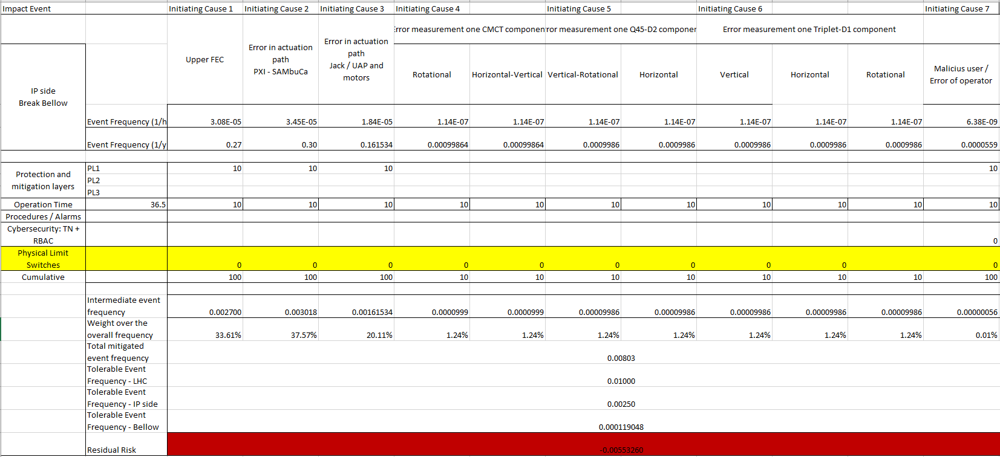 Impact Event Initiating Cause 1 Initiating Cause 2 Initiating Cause 3 Initiating Cause 4 Initiating Cause 5 Initiating Cause 6 Initiating Cause 7
Error measurement one CMCT componen ror measurement one Q45-D2 componer Error measurement one Triplet-D1 component
IP side
Break Bellow
Upper FEC
Error in actuation
path
PXI - SAMbuCa
Error in actuation
path
Jack / UAP and
motors
Rotational Horizontal-Vertical Vertical-Rotational Horizontal Vertical Horizontal Rotational
Malicius user /
Error of operator
Event Frequency (1/h 3.08E-05 3.45E-05 1.84E-05 1.14E-07 1.14E-07 1.14E-07 1.14E-07 1.14E-07 1.14E-07 1.14E-07 6.38E-09
Event Frequency (1/y 0.27 0.30 0.161534 0.00099864 0.00099864 0.0009986 0.0009986 0.0009986 0.0009986 0.0009986 0.0000559
Protection and
mitigation layers
PL1 10 10 10 10
PL2
PL3
Operation Time 36.5 10 10 10 10 10 10 10 10 10 10 10
Procedures / Alarms
Cybersecurity: TN +
RBAC 0
Physical Limit
Switches 0 0 0 0 0 0 0 0 0 0
Cumulative 100 100 100 10 10 10 10 10 10 10 100
Intermediate event
frequency 0.002700 0.003018 0.00161534 0.0000999 0.0000999 0.00009986 0.00009986 0.00009986 0.00009986 0.00009986 0.00000056
Weight over the
overall frequency 33.61% 37.57% 20.11% 1.24% 1.24% 1.24% 1.24% 1.24% 1.24% 1.24% 0.01%
Total mitigated
event frequency 0.00803
Tolerable Event
Frequency - LHC 0.01000
Tolerable Event
Frequency - IP side 0.00250
Tolerable Event
Frequency - Bellow 0.000119048
Residual Risk 0.00553260